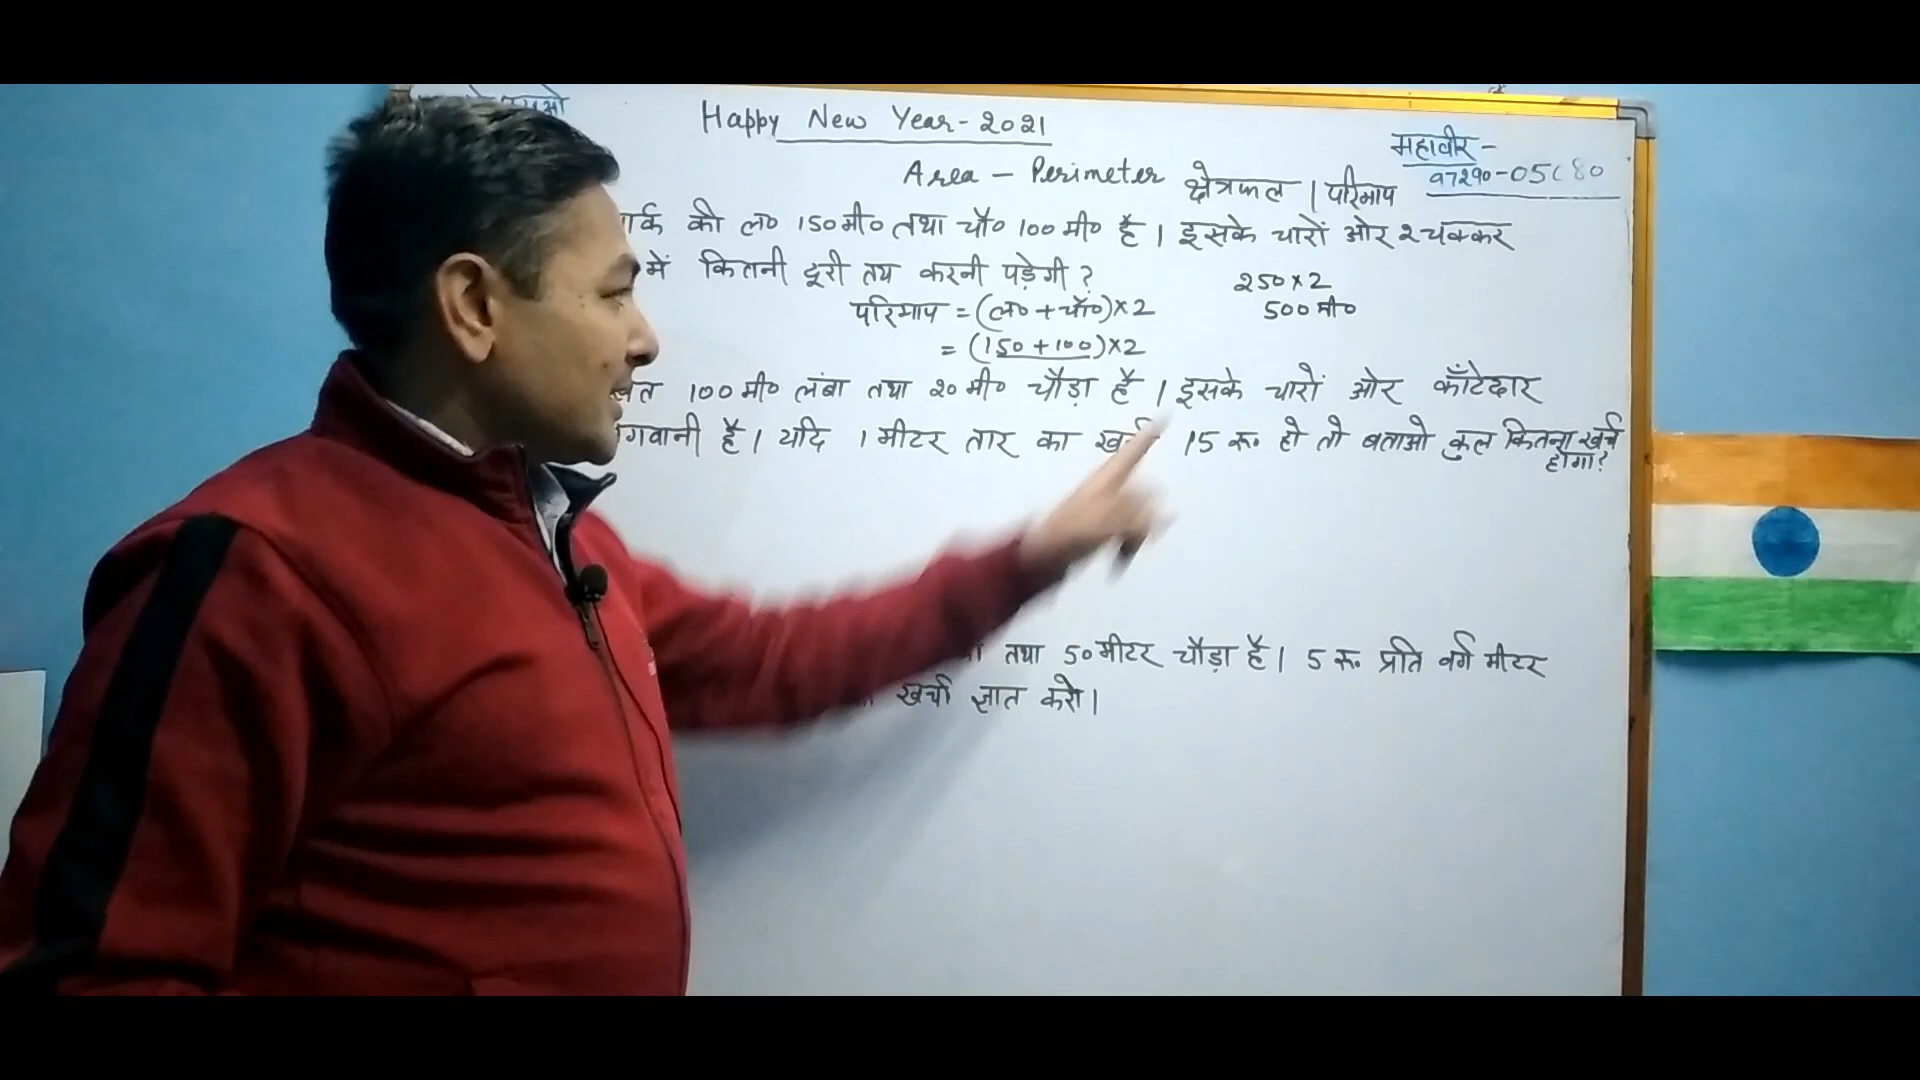 Happy New Year-2021
महावीर-
Area - Perimeter क्षेत्रफल / परिमाप
97290-05680
की ल० 150मी० तथा चौ० 100 मी० है । इसके चारों ओर 2 चक्कर
में कितनी दूरी तय करनी पड़ेगी ?
250×2
परिमाप = (ल० + चौ०)×2
500 मी०
= (150 + 100)×2
100 मी० लंबा तथा 20 मी० चौड़ा है । इसके चारों ओर काँटेदार
है । यदि 1 मीटर तार का 15 रू. हो तो बताओ कुल कितना खर्च
होगा?
तथा 50 मीटर चौड़ा है । 5 रू. प्रति वर्ग मीटर
खर्चा ज्ञात करो ।